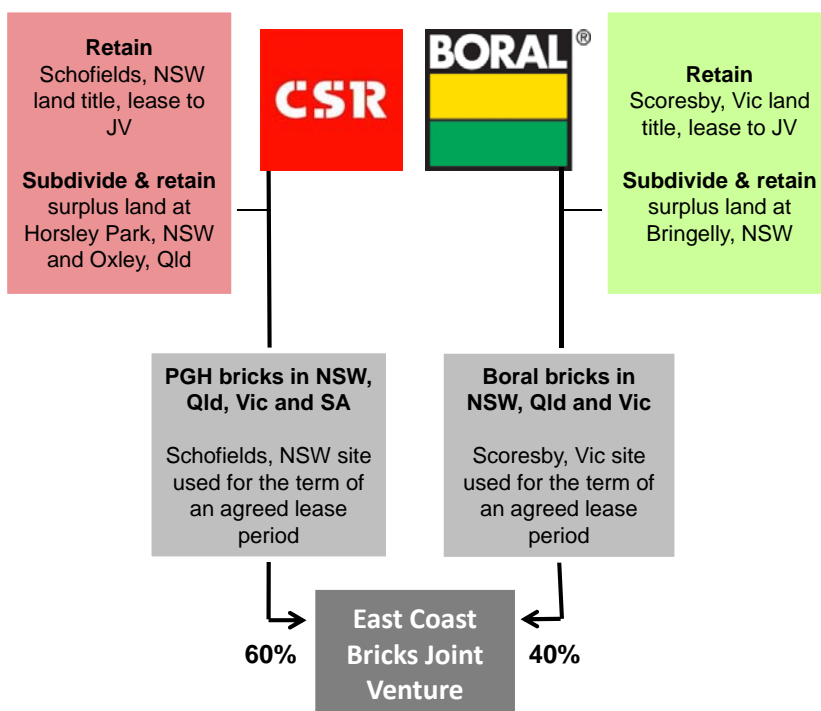 Retain
Schofields, NSW
land title, lease to
JV
Subdivide & retain
surplus land at
Horsley Park, NSW
and Oxley, Qld
CSR
BORAL®
Retain
Scoresby, Vic land
title, lease to JV
Subdivide & retain
surplus land at
Bringelly, NSW
PGH bricks in NSW,
Qld, Vic and SA
Schofields, NSW site
used for the term of
an agreed lease
period
Boral bricks in
NSW, Qld and Vic
Scoresby, Vic site
used for the term of
an agreed lease
period
60%
East Coast
Bricks Joint
Venture
40%